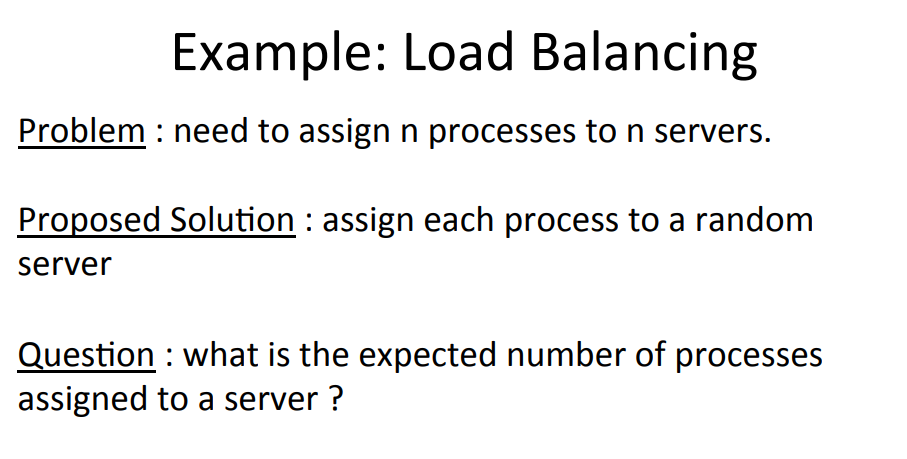 Example: Load Balancing
Problem : need to assign n processes to n servers.
Proposed Solution : assign each process to a random
server
Question : what is the expected number of processes
assigned to a server ?